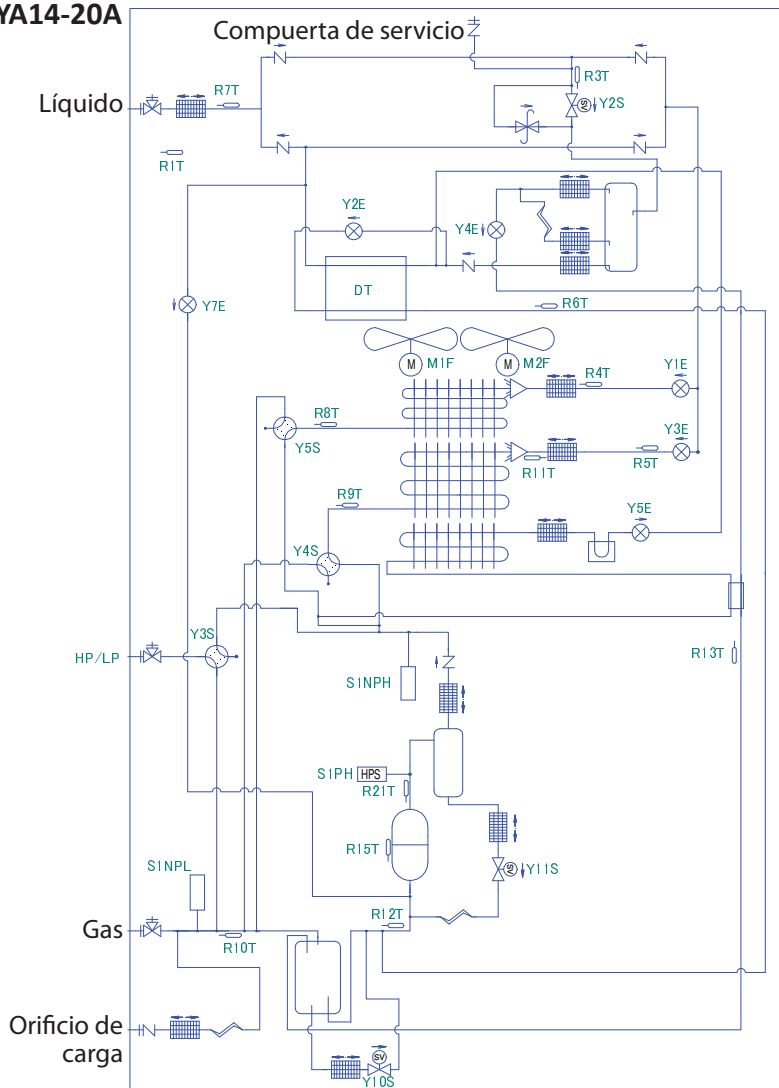 YA14-20A
Compuerta de servicio
R3T
R7T
Líquido
SV
Y2S
R1T
Y2E
Y4E
Y7E
DT
R6T
M
M1F
M
M2F
R4T
Y1E
R8T
Y5S
Y3E
R11T
R5T
R9T
Y5E
Y4S
Y3S
HP/LP
R13T
S1NPH
S1PH
HPS
R21T
R15T
SV
Y11S
S1NPL
R12T
Gas
R10T
Orificio de
carga
SV
Y10S